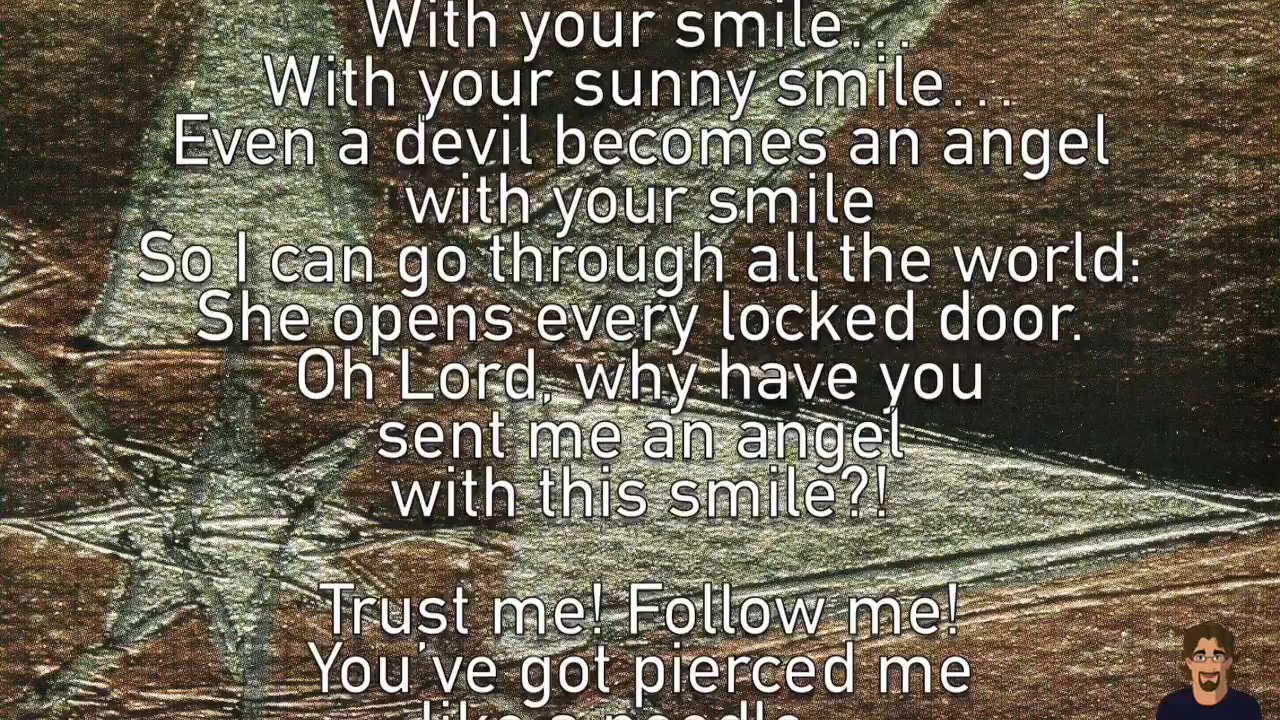 With your smile...
With your sunny smile...
Even a devil becomes an angel
with your smile
So I can go through all the world:
She opens every locked door.
Oh Lord, why have you
sent me an angel
with this smile?!
Trust me! Follow me!
You've got pierced me
like a needle